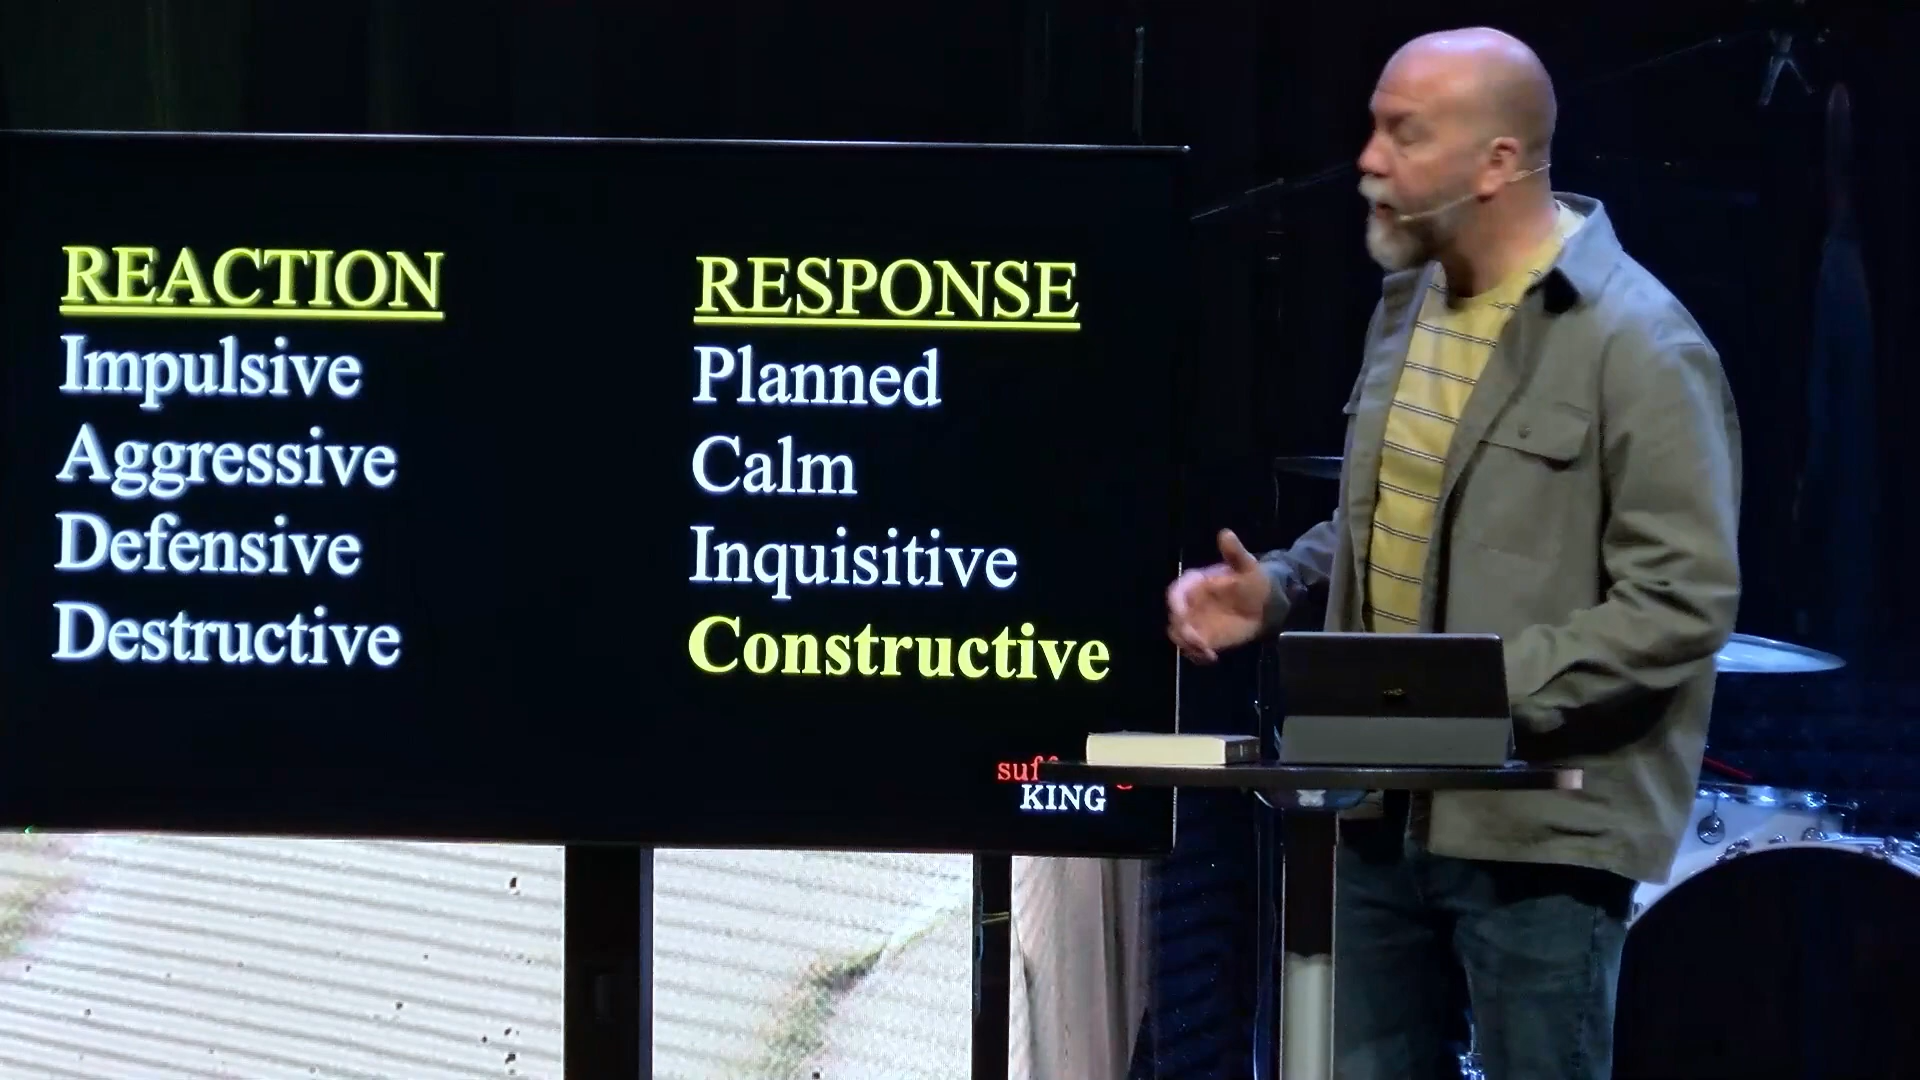 REACTION
Impulsive
Aggressive
Defensive
Destructive
RESPONSE
Planned
Calm
Inquisitive
Constructive
KING